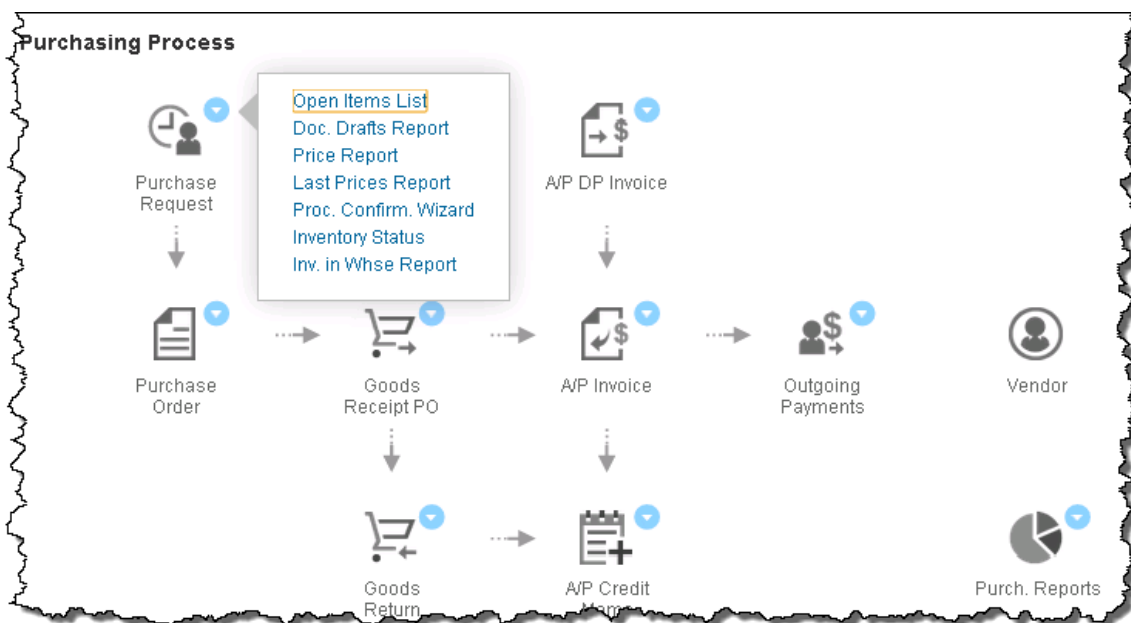 Purchasing Process
Open Items List
Doc. Drafts Report
Price Report
Last Prices Report
Proc. Confirm. Wizard
Inventory Status
Inv. in Whse Report
Purchase
Request
A/P DP Invoice
Purchase
Order
Goods
Receipt PO
A/P Invoice
Outgoing
Payments
Vendor
Goods
Return
A/P Credit
Memo
Purch. Reports